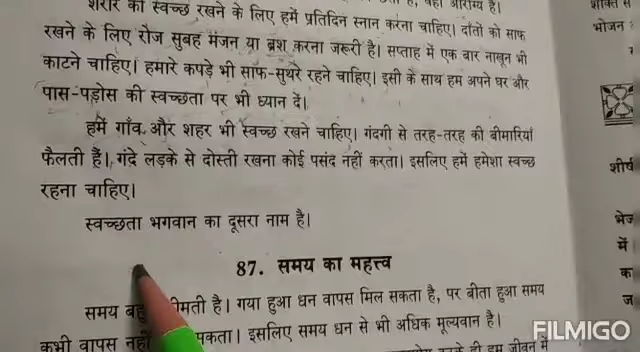 शरीर को स्वच्छ रखने के लिए हमें प्रतिदिन स्नान करना चाहिए। दांतों को साफ
रखने के लिए रोज सुबह मंजन या ब्रश करना जरूरी है। सप्ताह में एक बार नाखून भी
काटने चाहिए। हमारे कपड़े भी साफ-सुथरे रहने चाहिए। इसी के साथ हम अपने घर और
पास-पड़ोस की स्वच्छता पर भी ध्यान दें।
हमें गाँव और शहर भी स्वच्छ रखने चाहिए। गंदगी से तरह-तरह की बीमारियां
फैलती हैं। गंदे लड़के से दोस्ती रखना कोई पसंद नहीं करता। इसलिए हमें हमेशा स्वच्छ
रहना चाहिए।
स्वच्छता भगवान का दूसरा नाम है।
87. समय का महत्त्व
समय है। गया हुआ धन वापस मिल सकता है, पर बीता हुआ समय
कभी वापस इसलिए समय धन से भी अधिक मूल्यवान है।
ही हम जीवन में
भोजन
शीर्ष
में
FILMIGO